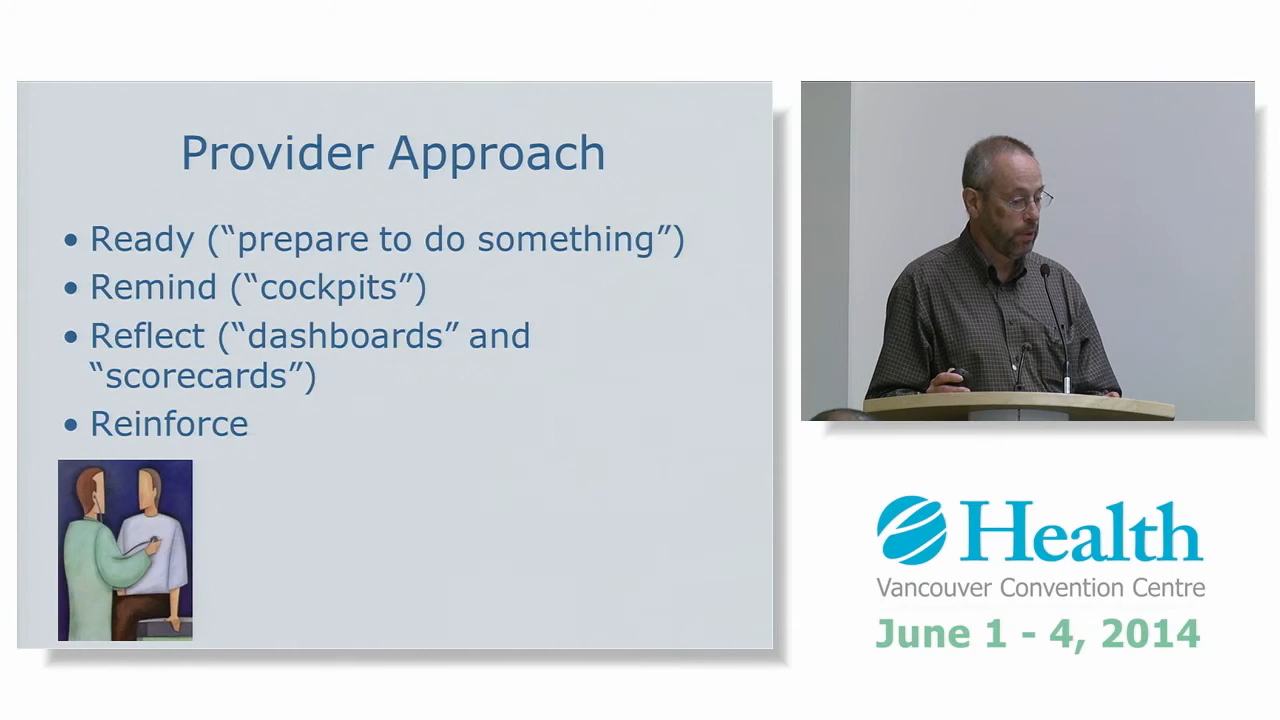 Provider Approach
• Ready (“prepare to do something”)
• Remind (“cockpits”)
• Reflect (“dashboards” and
“scorecards”)
• Reinforce
Health
Vancouver Convention Centre
June 1 - 4, 2014